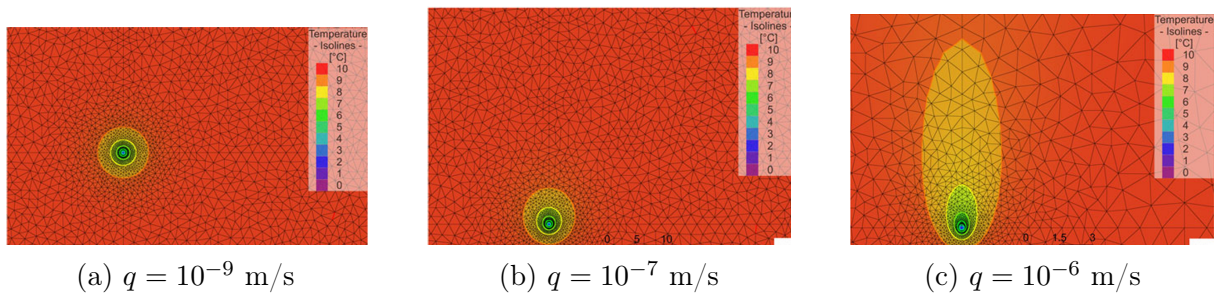 Temperature
- Isolines -
[°C]
10
9
8
7
6
5
4
3
2
1
0
Temperature
- Isolines -
[°C]
10
9
8
7
6
5
4
3
2
1
0
0 5 10
Temperature
- Isolines -
[°C]
10
9
8
7
6
5
4
3
2
1
0
0 1.5 3
(a) q = 10⁻⁹ m/s
(b) q = 10⁻⁷ m/s
(c) q = 10⁻⁶ m/s